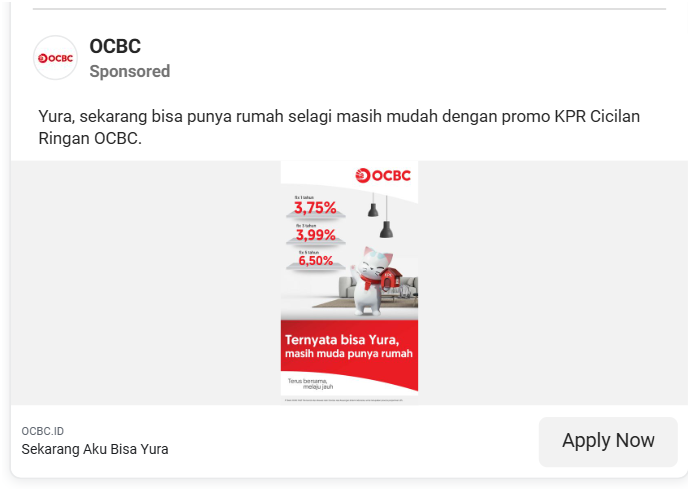 OCBC
OCBC
Sponsored
Yura, sekarang bisa punya rumah selagi masih mudah dengan promo KPR Cicilan
Ringan OCBC.
OCBC
3,75%
3,99%
6,50%
Ternyata bisa Yura,
masih muda punya rumah
Terus bersama,
melaju jauh
OCBC.ID
Sekarang Aku Bisa Yura
Apply Now